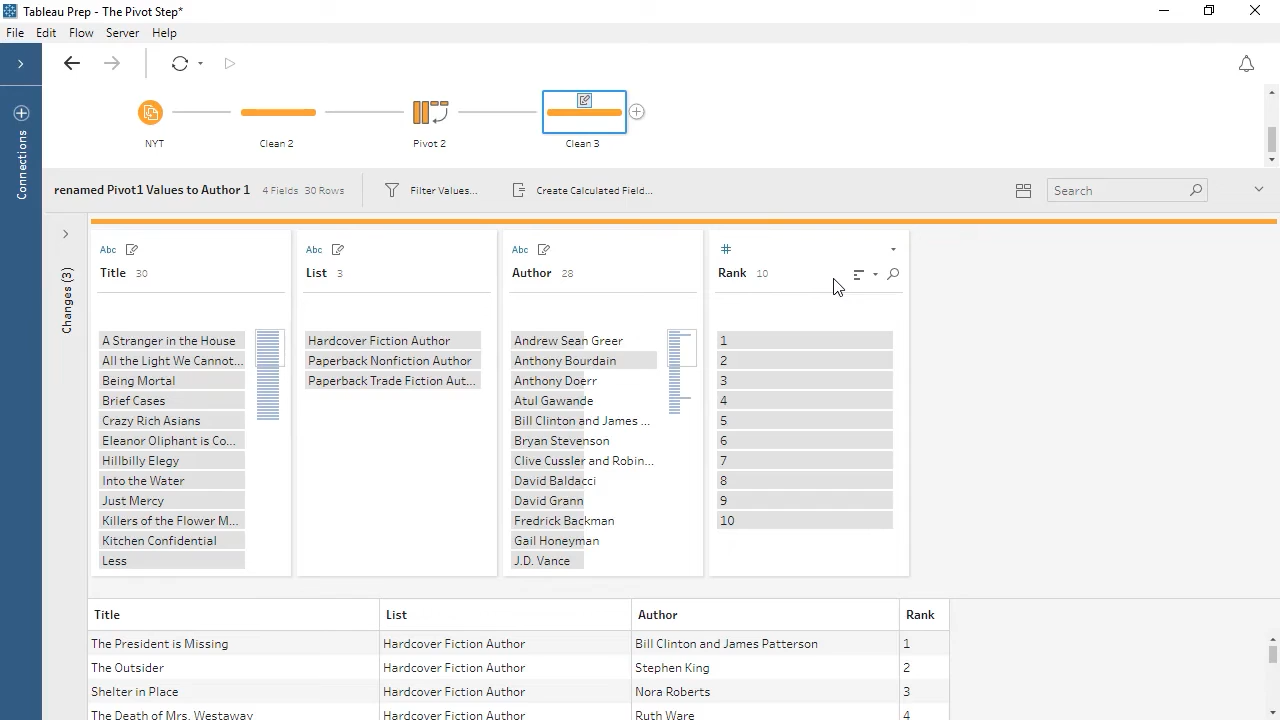 Tableau Prep - The Pivot Step*
File Edit Flow Server Help
Connections
NYT Clean 2 Pivot 2 Clean 3
renamed Pivot1 Values to Author 1 4 Fields 30 Rows Filter Values... Create Calculated Field... Search
Changes (3)
Abc Abc Abc #
Title 30 List 3 Author 28 Rank 10
A Stranger in the House Hardcover Fiction Author Andrew Sean Greer 1
All the Light We Cannot... Paperback Nonfiction Author Anthony Bourdain 2
Being Mortal Paperback Trade Fiction Aut... Anthony Doerr 3
Brief Cases Atul Gawande 4
Crazy Rich Asians Bill Clinton and James ... 5
Eleanor Oliphant is Co... Bryan Stevenson 6
Hillbilly Elegy Clive Cussler and Robin... 7
Into the Water David Baldacci 8
Just Mercy David Grann 9
Killers of the Flower M... Fredrick Backman 10
Kitchen Confidential Gail Honeyman
Less J.D. Vance
Title List Author Rank
The President is Missing Hardcover Fiction Author Bill Clinton and James Patterson 1
The Outsider Hardcover Fiction Author Stephen King 2
Shelter in Place Hardcover Fiction Author Nora Roberts 3
The Death of Mrs. Westaway Hardcover Fiction Author Ruth Ware 4